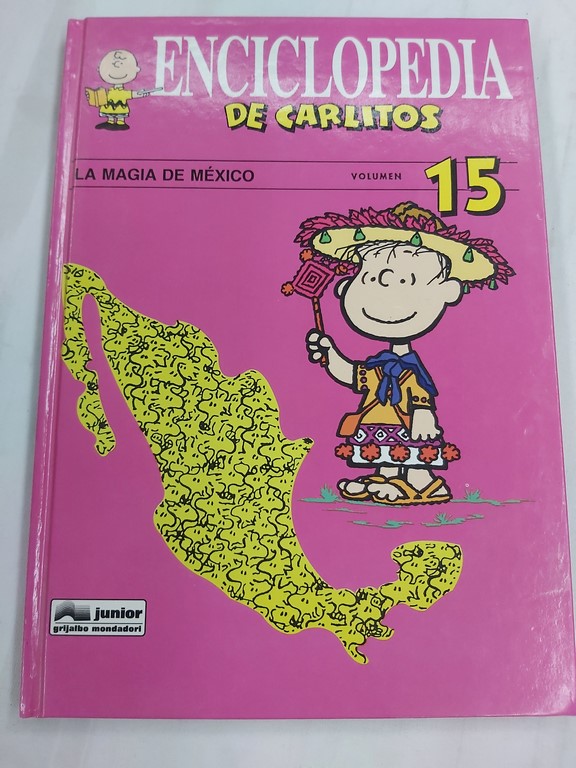 ENCICLOPEDIA
DE CARLITOS
LA MAGIA DE MÉXICO
VOLUMEN 15
junior
grijalbo mondadori